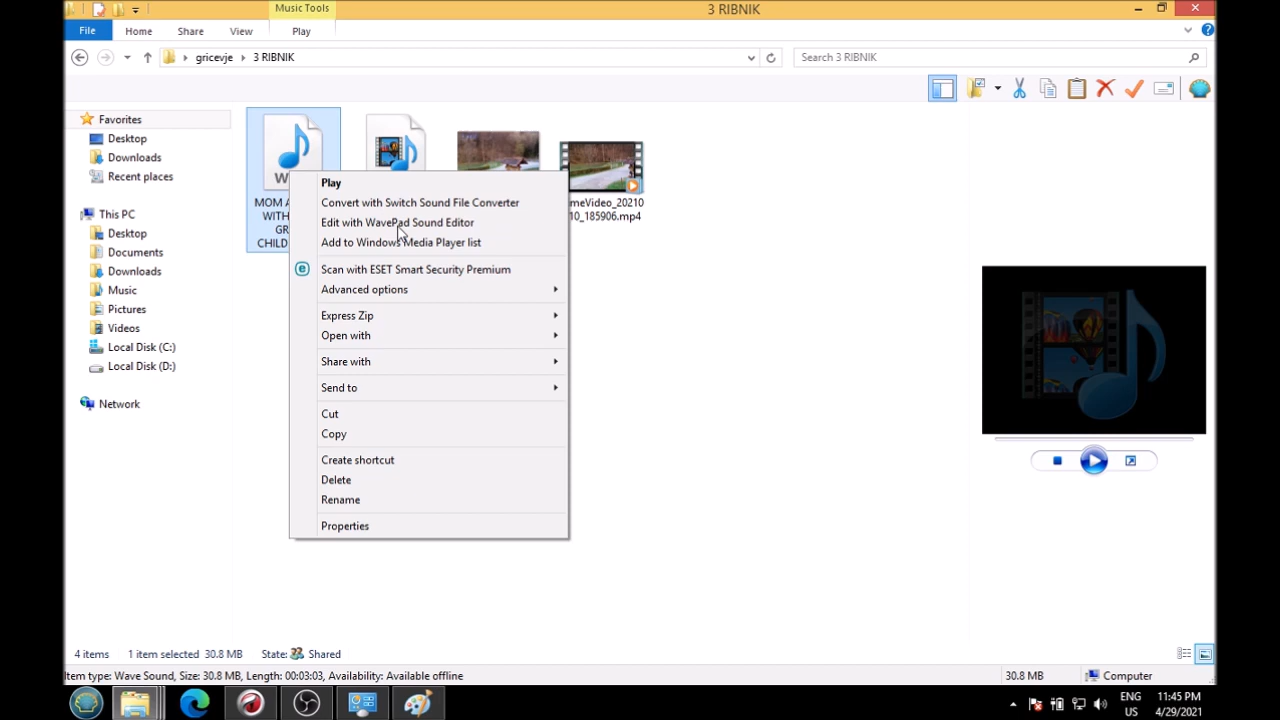 Music Tools
3 RIBNIK
File
Home
Share
View
Play
gricevje
3 RIBNIK
Search 3 RIBNIK
Favorites
Desktop
Downloads
Recent places
This PC
Desktop
Documents
Downloads
Music
Pictures
Videos
Local Disk (C:)
Local Disk (D:)
Network
W
MOM A
WITH
GR
CHILD
meVideo_20210
10_185906.mp4
Play
Convert with Switch Sound File Converter
Edit with WavePad Sound Editor
Add to Windows Media Player list
Scan with ESET Smart Security Premium
Advanced options
Express Zip
Open with
Share with
Send to
Cut
Copy
Create shortcut
Delete
Rename
Properties
4 items 1 item selected 30.8 MB State: Shared
Item type: Wave Sound, Size: 30.8 MB, Length: 00:03:03, Availability: Available offline
30.8 MB
Computer
ENG
US
11:45 PM
4/29/2021